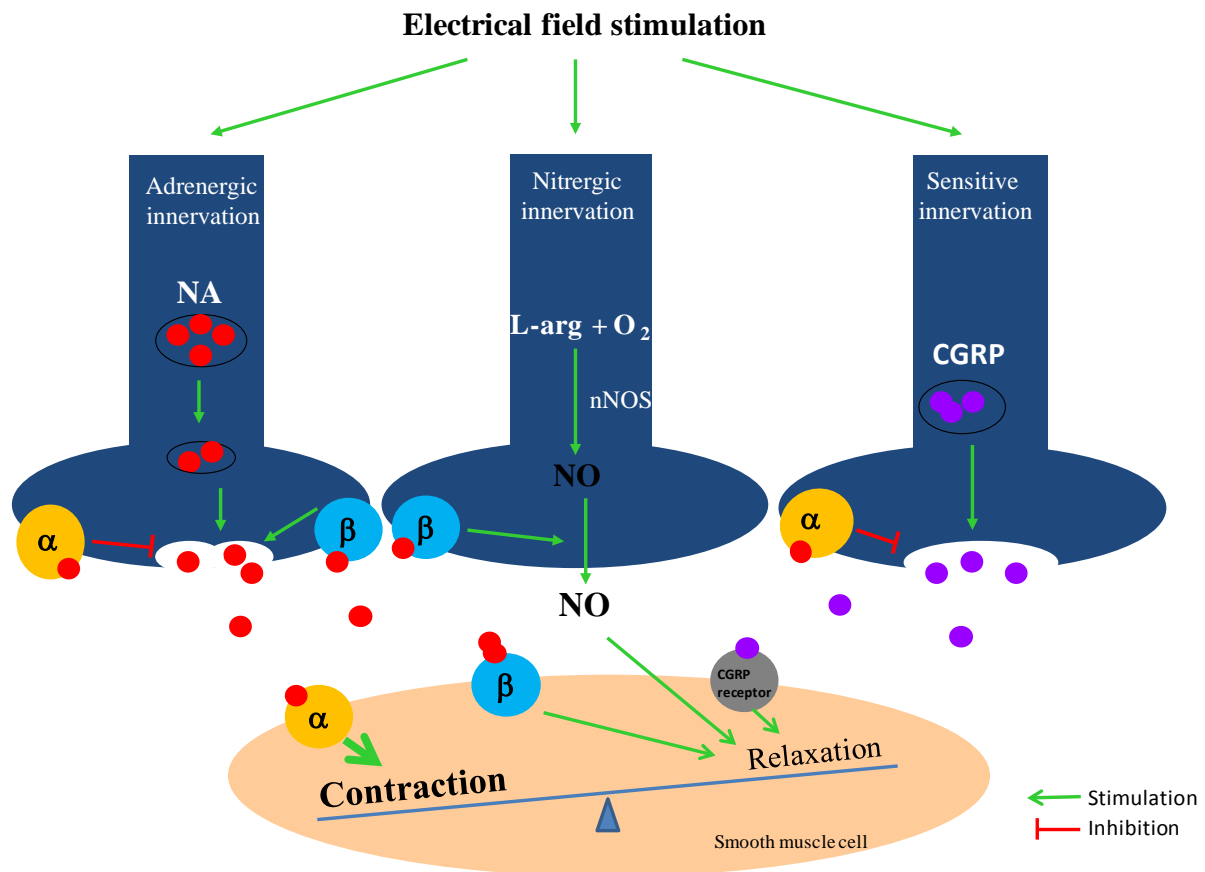 Electrical field stimulation
Adrenergic
innervation
Nitrergic
innervation
Sensitive
innervation
NA
L-arg + O₂
CGRP
nNOS
NO
α
β
β
α
NO
α
β
CGRP
receptor
Contraction
Relaxation
Smooth muscle cell
Stimulation
Inhibition